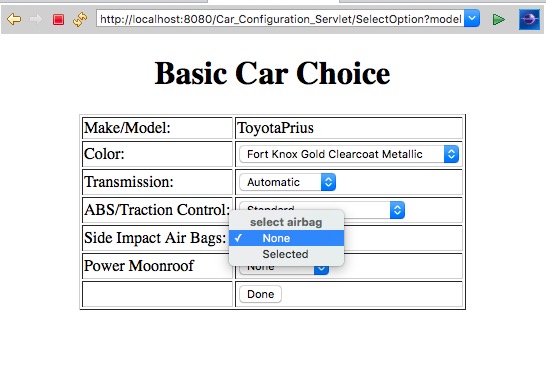 http://localhost:8080/Car_Configuration_Servlet/SelectOption?model
Basic Car Choice
Make/Model: ToyotaPrius
Color: Fort Knox Gold Clearcoat Metallic
Transmission: Automatic
ABS/Traction Control: Standard
select airbag
Side Impact Air Bags: ✓ None
Selected
Power Moonroof None
Done